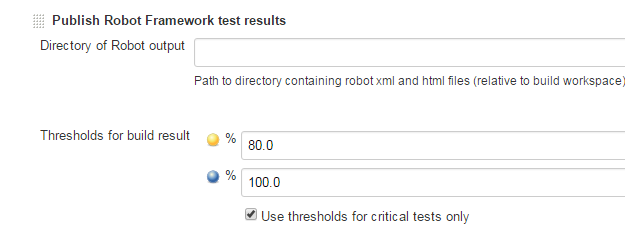 Publish Robot Framework test results
Directory of Robot output
Path to directory containing robot xml and html files (relative to build workspace)
Thresholds for build result
% 80.0
% 100.0
Use thresholds for critical tests only